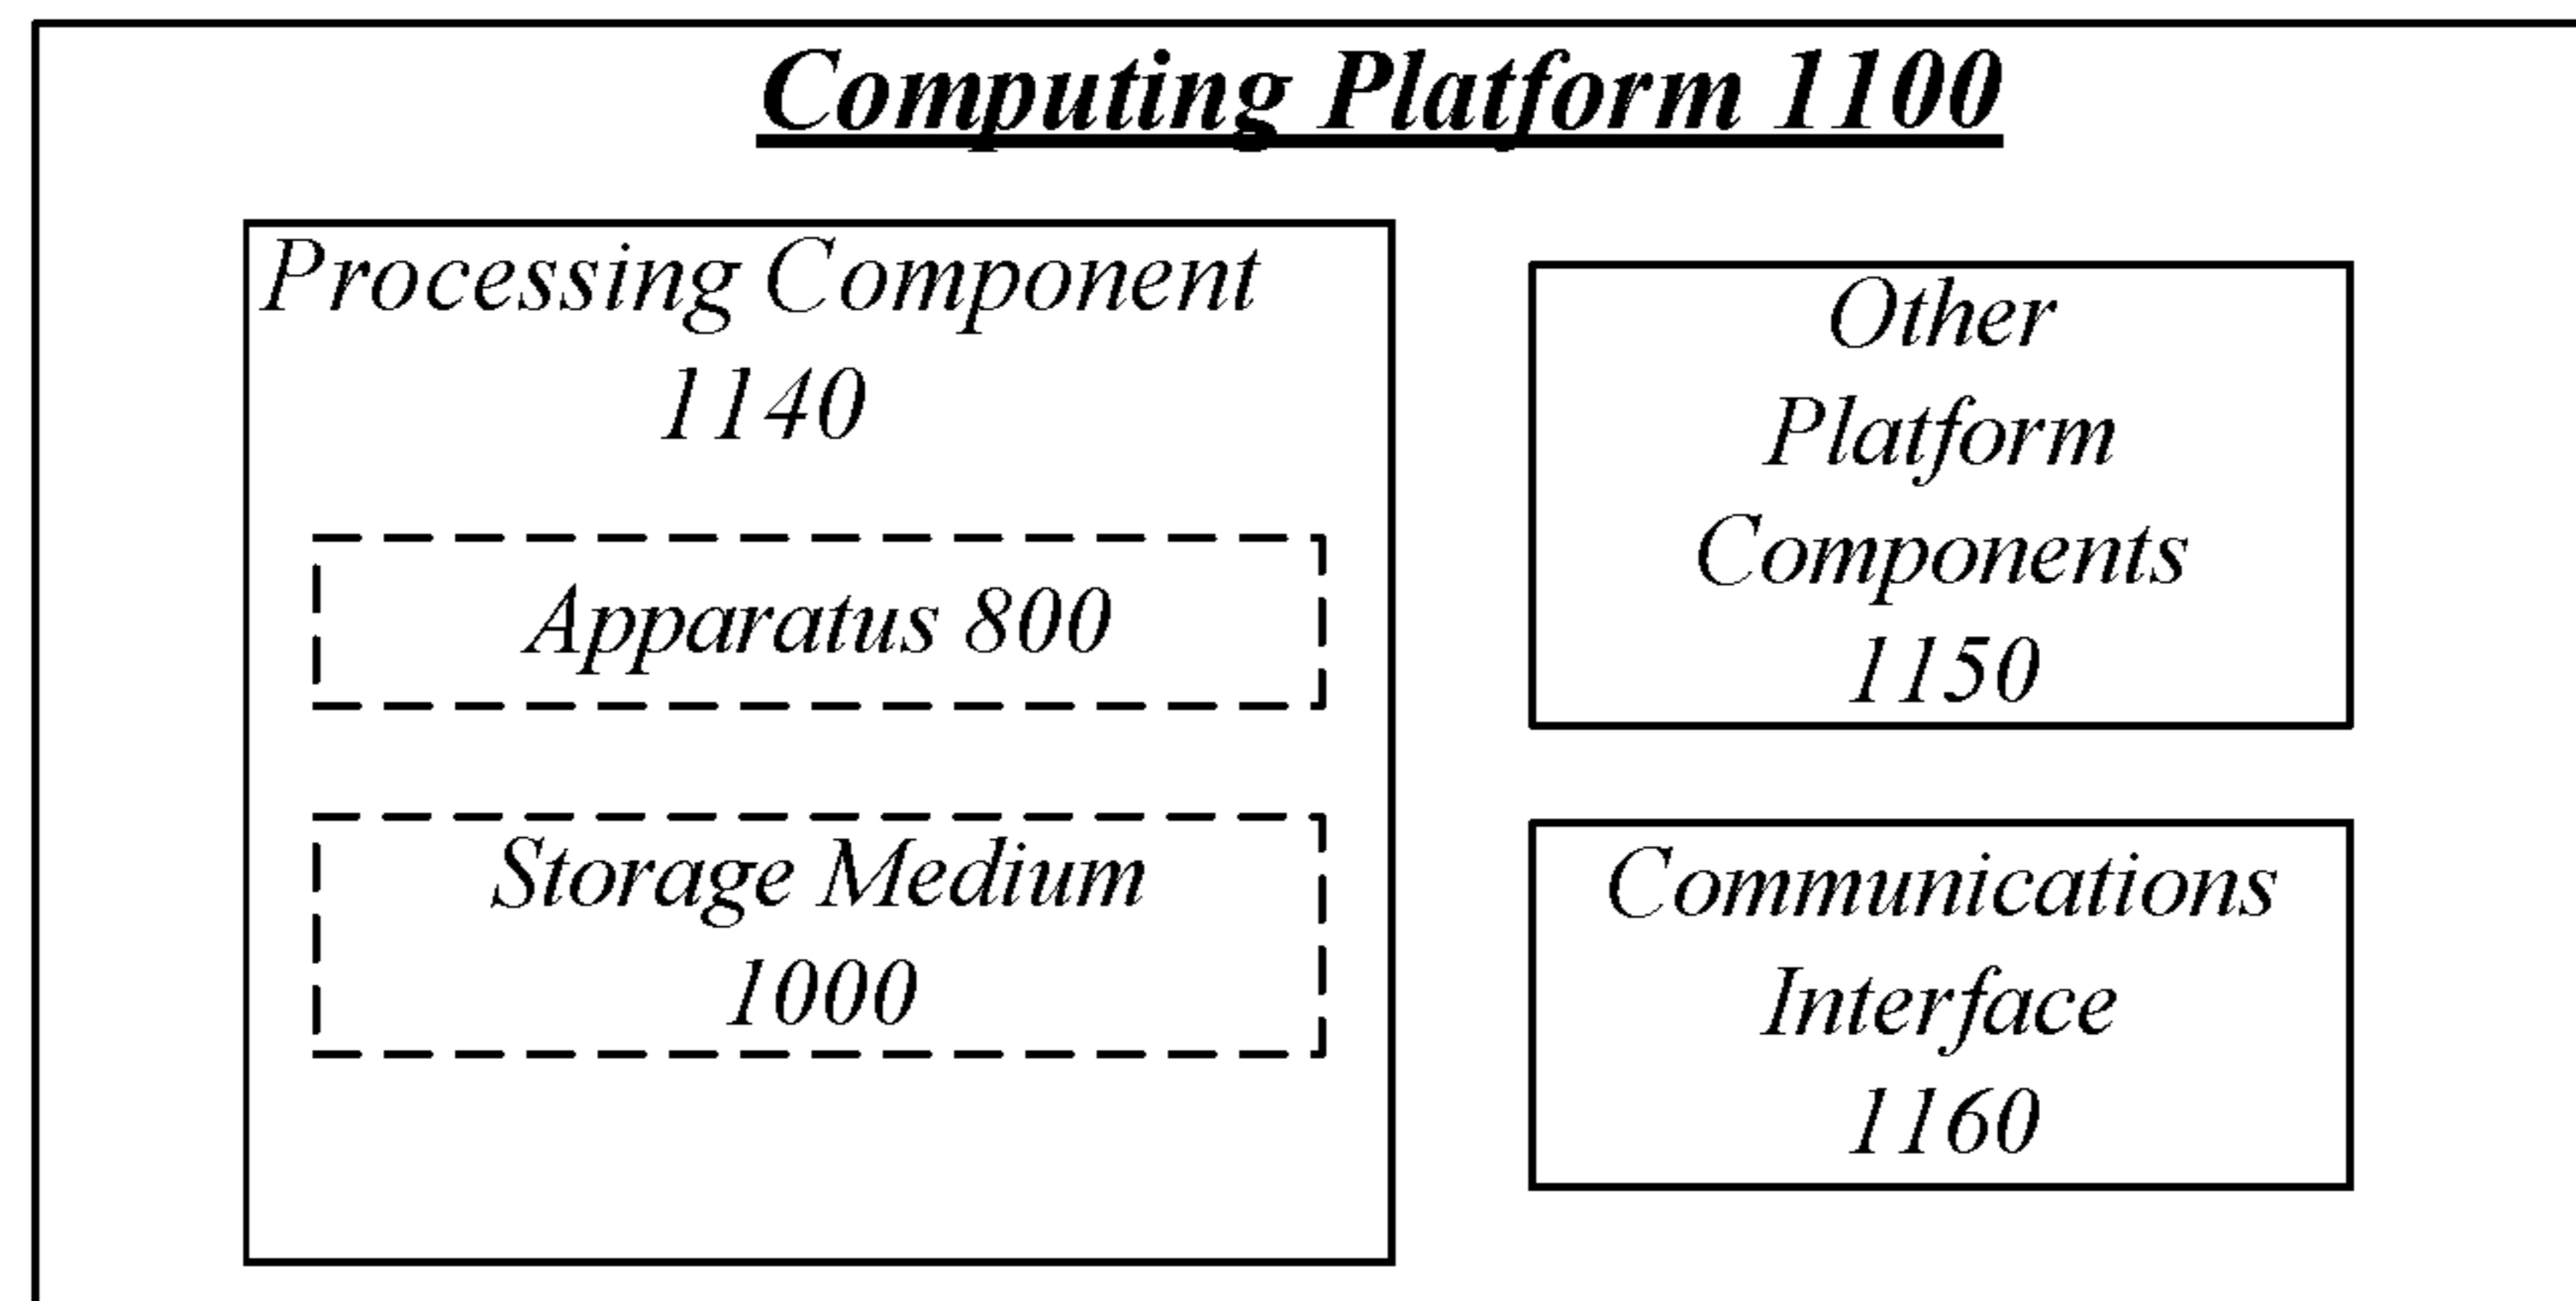 Computing Platform 1100
Processing Component
1140
Apparatus 800
Storage Medium
1000
Other
Platform
Components
1150
Communications
Interface
1160